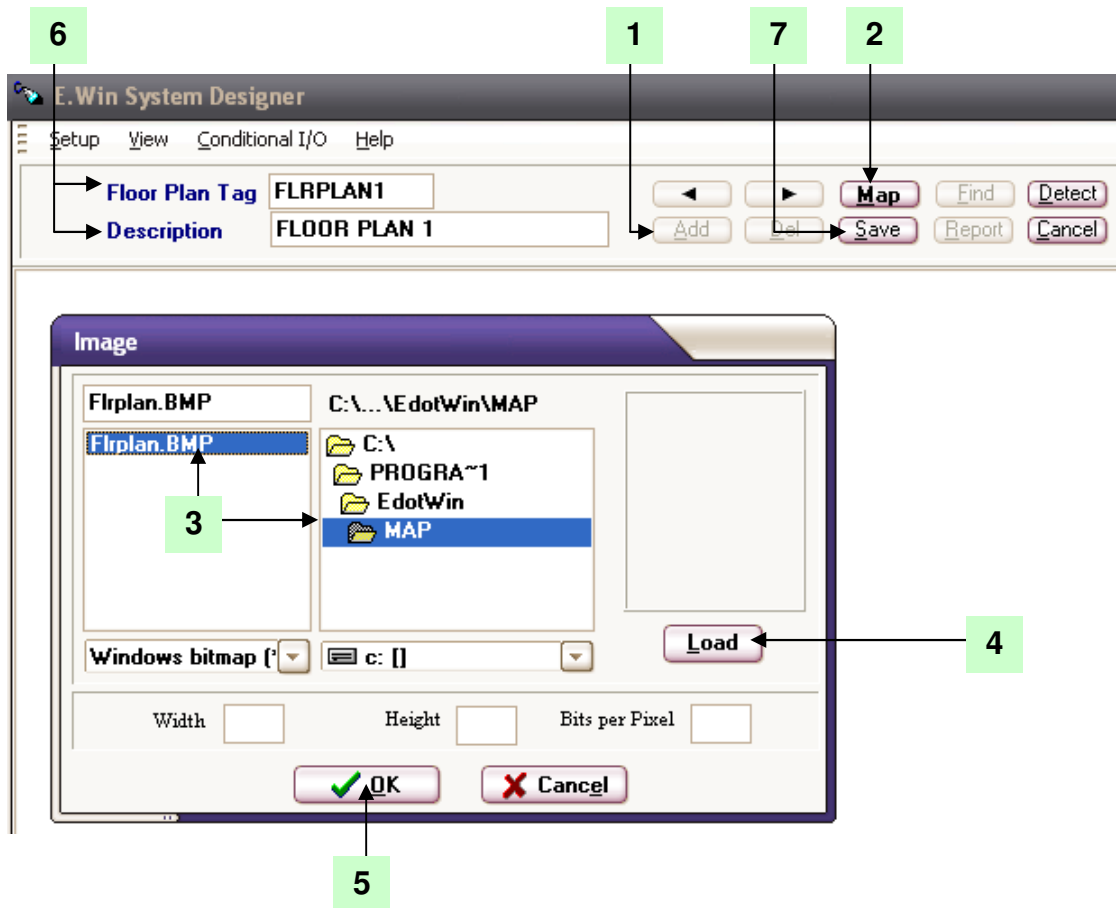 6 1 7 2
E.Win System Designer
Setup View Conditional I/O Help
Floor Plan Tag FLRPLAN1 Map Find Detect
Description FLOOR PLAN 1 Add Del Save Report Cancel
Image
Flrplan.BMP C:\...\EdotWin\MAP
Flrplan.BMP C:\
PROGRA~1
EdotWin
3 MAP
Load 4
Windows bitmap (* c: []
Width Height Bits per Pixel
OK Cancel
5